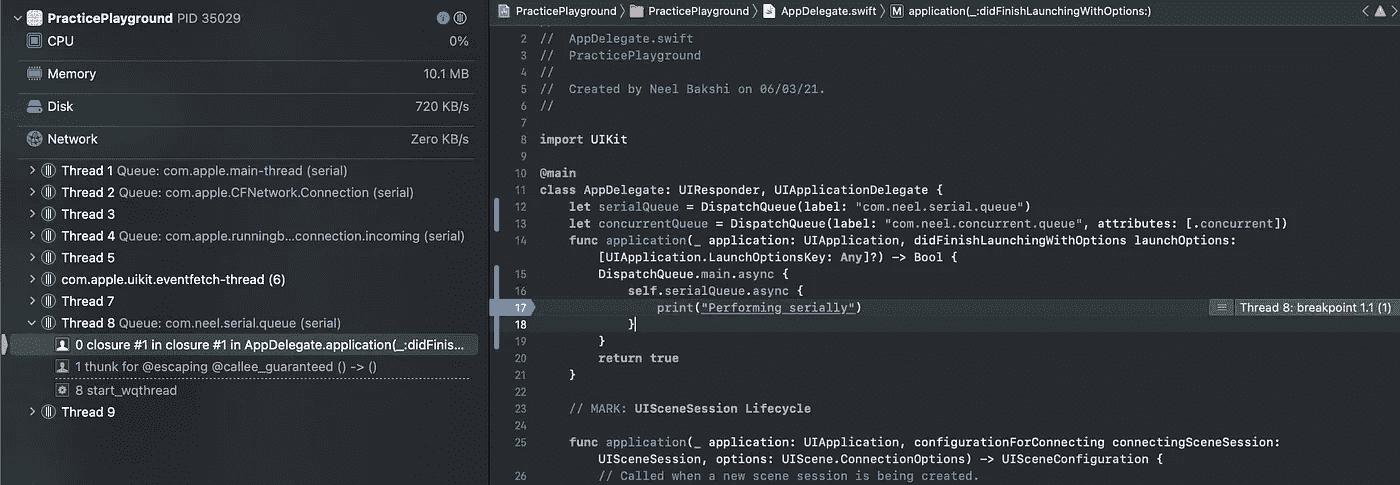 PracticePlayground PID 35029
CPU 0%
Memory 10.1 MB
Disk 720 KB/s
Network Zero KB/s
Thread 1 Queue: com.apple.main-thread (serial)
Thread 2 Queue: com.apple.CFNetwork.Connection (serial)
Thread 3
Thread 4 Queue: com.apple.runningb...connection.incoming (serial)
Thread 5
com.apple.uikit.eventfetch-thread (6)
Thread 7
Thread 8 Queue: com.neel.serial.queue (serial)
0 closure #1 in closure #1 in AppDelegate.application(_:didFinis...
1 thunk for @escaping @callee_guaranteed () -> ()
8 start_wqthread
Thread 9
PracticePlayground PracticePlayground AppDelegate.swift M application(_:didFinishLaunchingWithOptions:)
2 // AppDelegate.swift
3 // PracticePlayground
4 //
5 // Created by Neel Bakshi on 06/03/21.
6 //
7
8 import UIKit
9
10 @main
11 class AppDelegate: UIResponder, UIApplicationDelegate {
12 let serialQueue = DispatchQueue(label: "com.neel.serial.queue")
13 let concurrentQueue = DispatchQueue(label: "com.neel.concurrent.queue", attributes: [.concurrent])
14 func application(_ application: UIApplication, didFinishLaunchingWithOptions launchOptions:
[UIApplication.LaunchOptionsKey: Any]?) -> Bool {
15 DispatchQueue.main.async {
16 self.serialQueue.async {
17 print("Performing serially") Thread 8: breakpoint 1.1 (1)
18 }
19 }
20 return true
21 }
22
23 // MARK: UISceneSession Lifecycle
24
25 func application(_ application: UIApplication, configurationForConnecting connectingSceneSession:
UISceneSession, options: UIScene.ConnectionOptions) -> UISceneConfiguration {
26 // Called when a new scene session is being created.